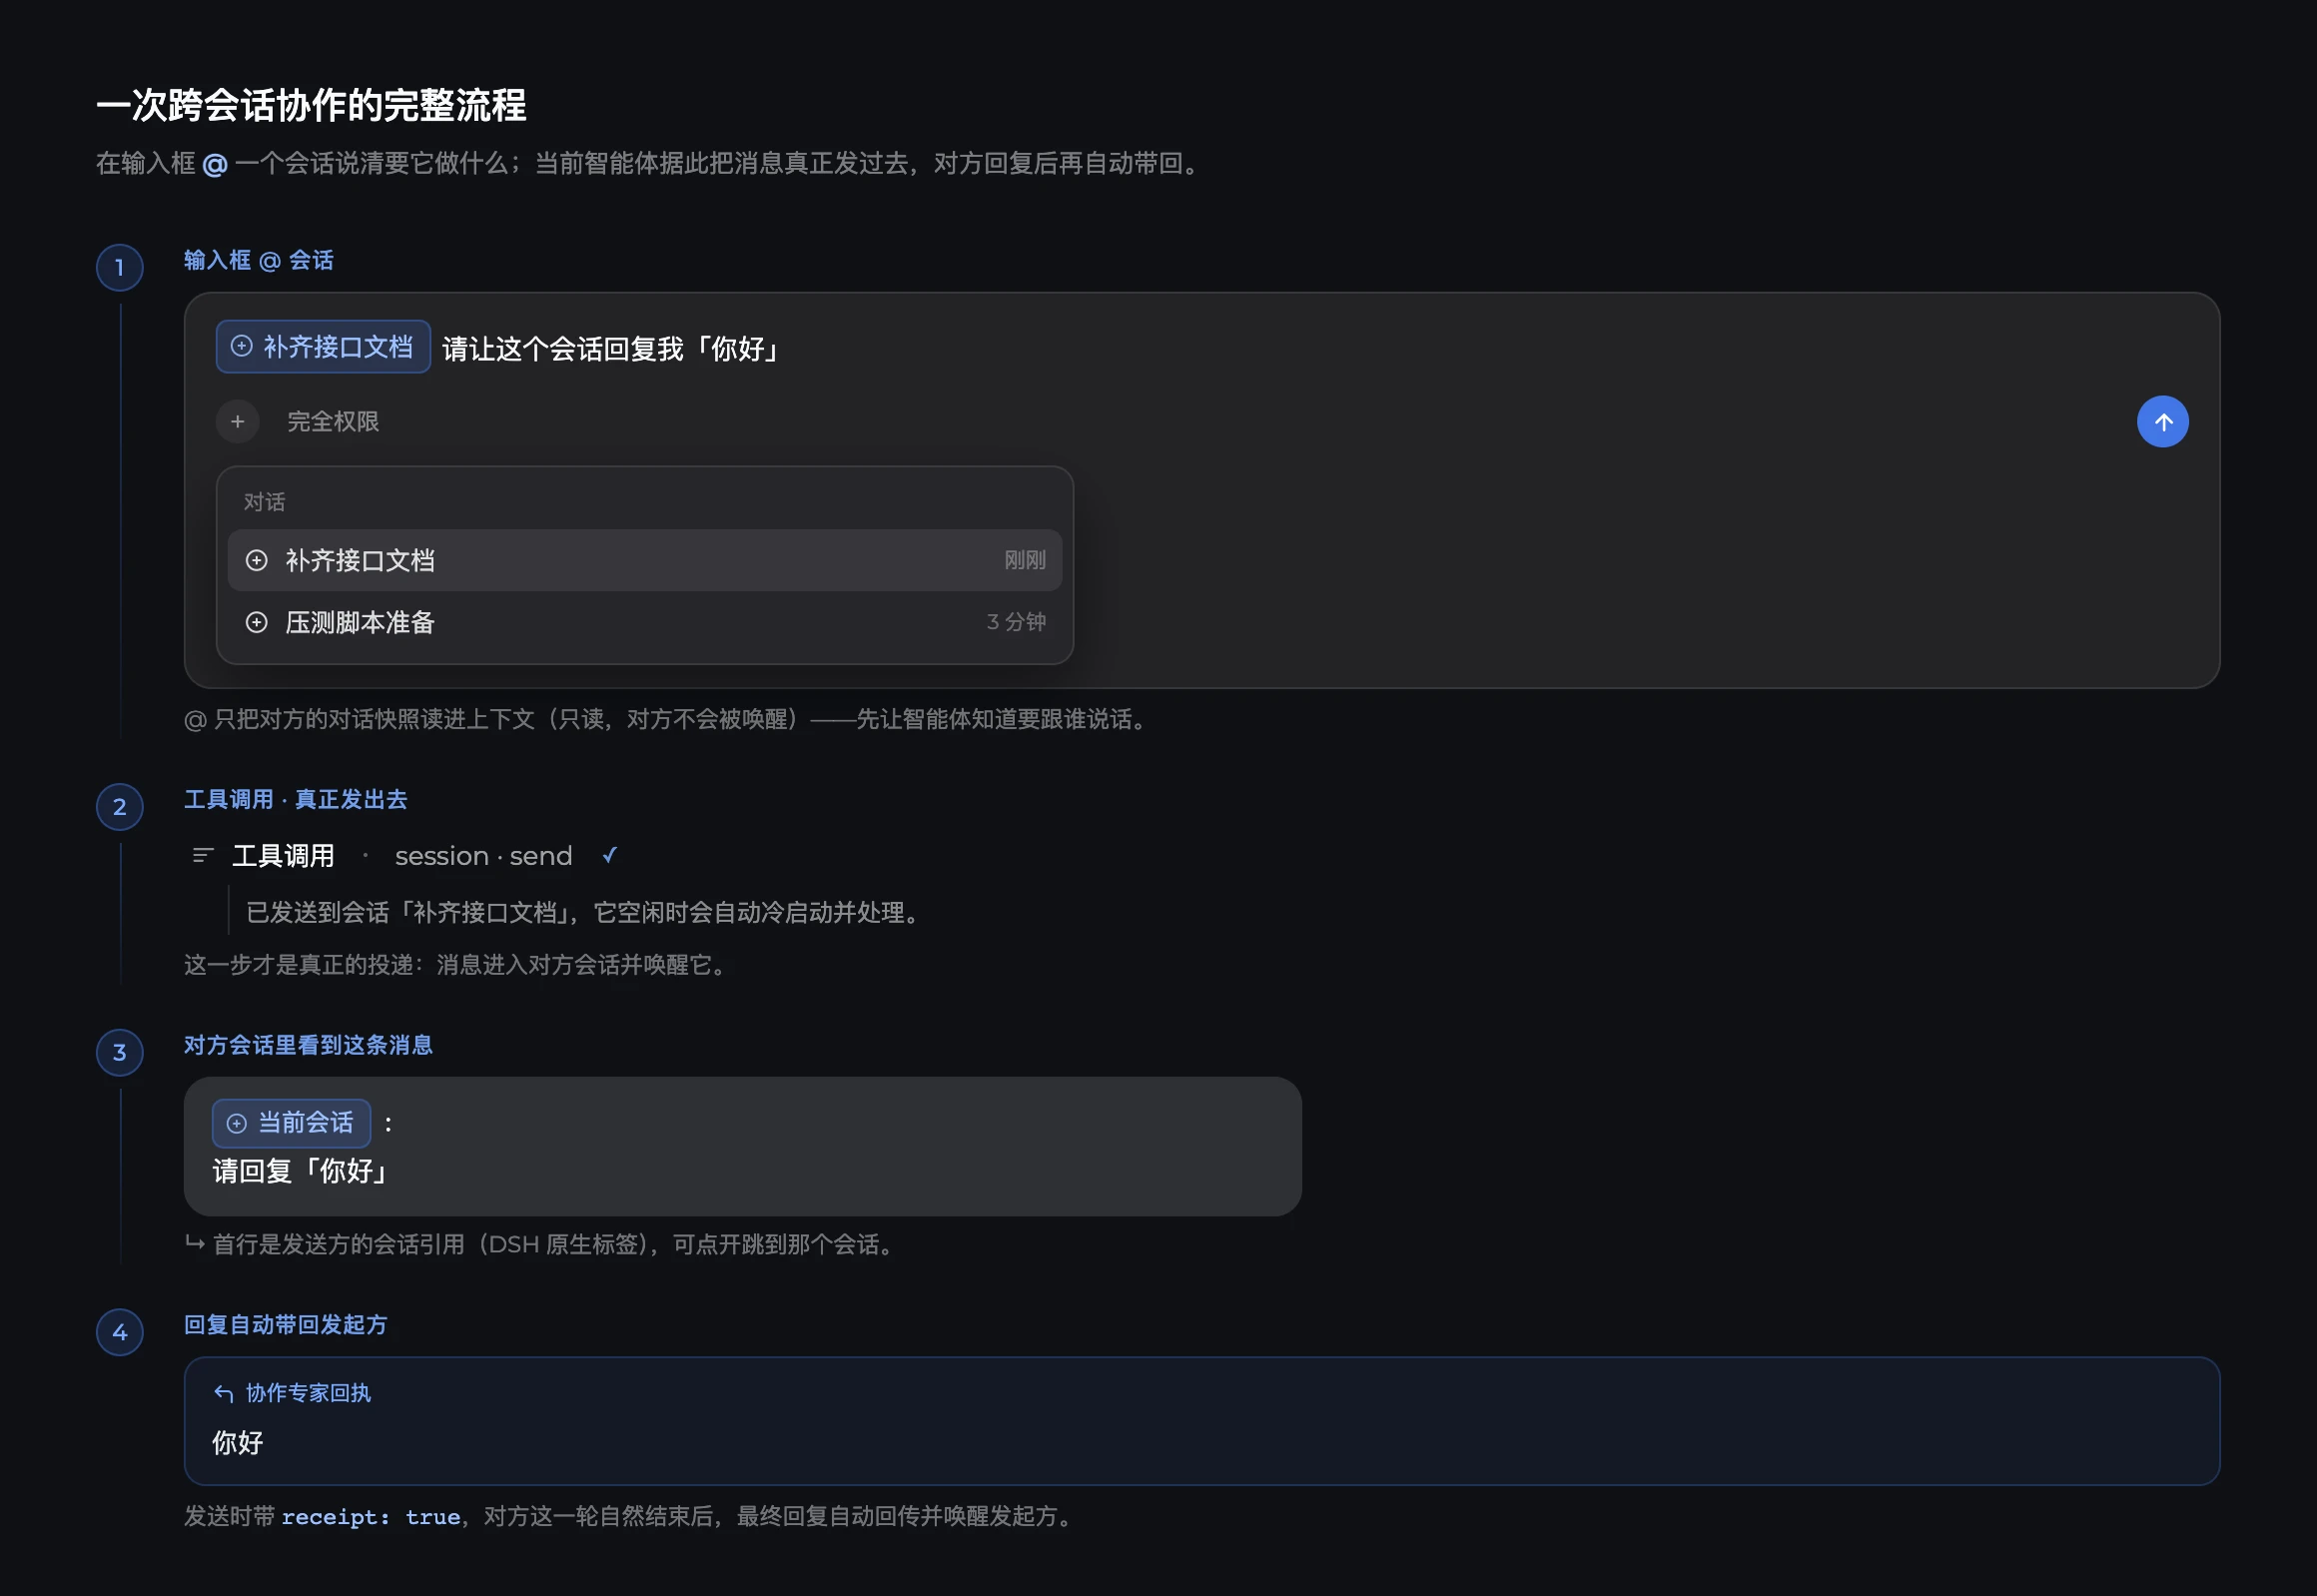 一次跨会话协作的完整流程
在输入框 @ 一个会话说清要它做什么；当前智能体据此把消息真正发过去，对方回复后再自动带回。
1
输入框 @ 会话
补齐接口文档 请让这个会话回复我「你好」
+ 完全权限
对话
补齐接口文档 刚刚
压测脚本准备 3 分钟
@ 只把对方的对话快照读进上下文（只读，对方不会被唤醒）——先让智能体知道要跟谁说话。
2
工具调用 · 真正发出去
工具调用 · session · send ✓
已发送到会话「补齐接口文档」，它空闲时会自动冷启动并处理。
这一步才是真正的投递：消息进入对方会话并唤醒它。
3
对方会话里看到这条消息
当前会话 ：
请回复「你好」
↳ 首行是发送方的会话引用（DSH 原生标签），可点开跳到那个会话。
4
回复自动带回发起方
协作专家回执
你好
发送时带 receipt: true，对方这一轮自然结束后，最终回复自动回传并唤醒发起方。